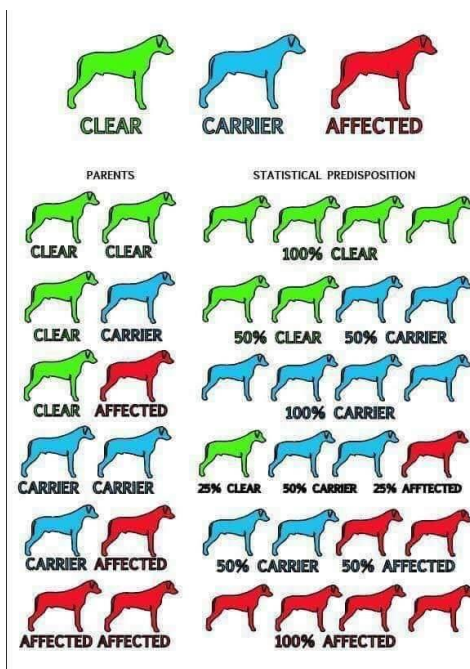 CLEAR CARRIER AFFECTED
PARENTS STATISTICAL PREDISPOSITION
CLEAR CLEAR 100% CLEAR
CLEAR CARRIER 50% CLEAR 50% CARRIER
CLEAR AFFECTED 100% CARRIER
CARRIER CARRIER 25% CLEAR 50% CARRIER 25% AFFTECTED
CARRIER AFFECTED 50% CARRIER 50% AFFECTED
AFFECTED AFFECTED 100% AFFECTED